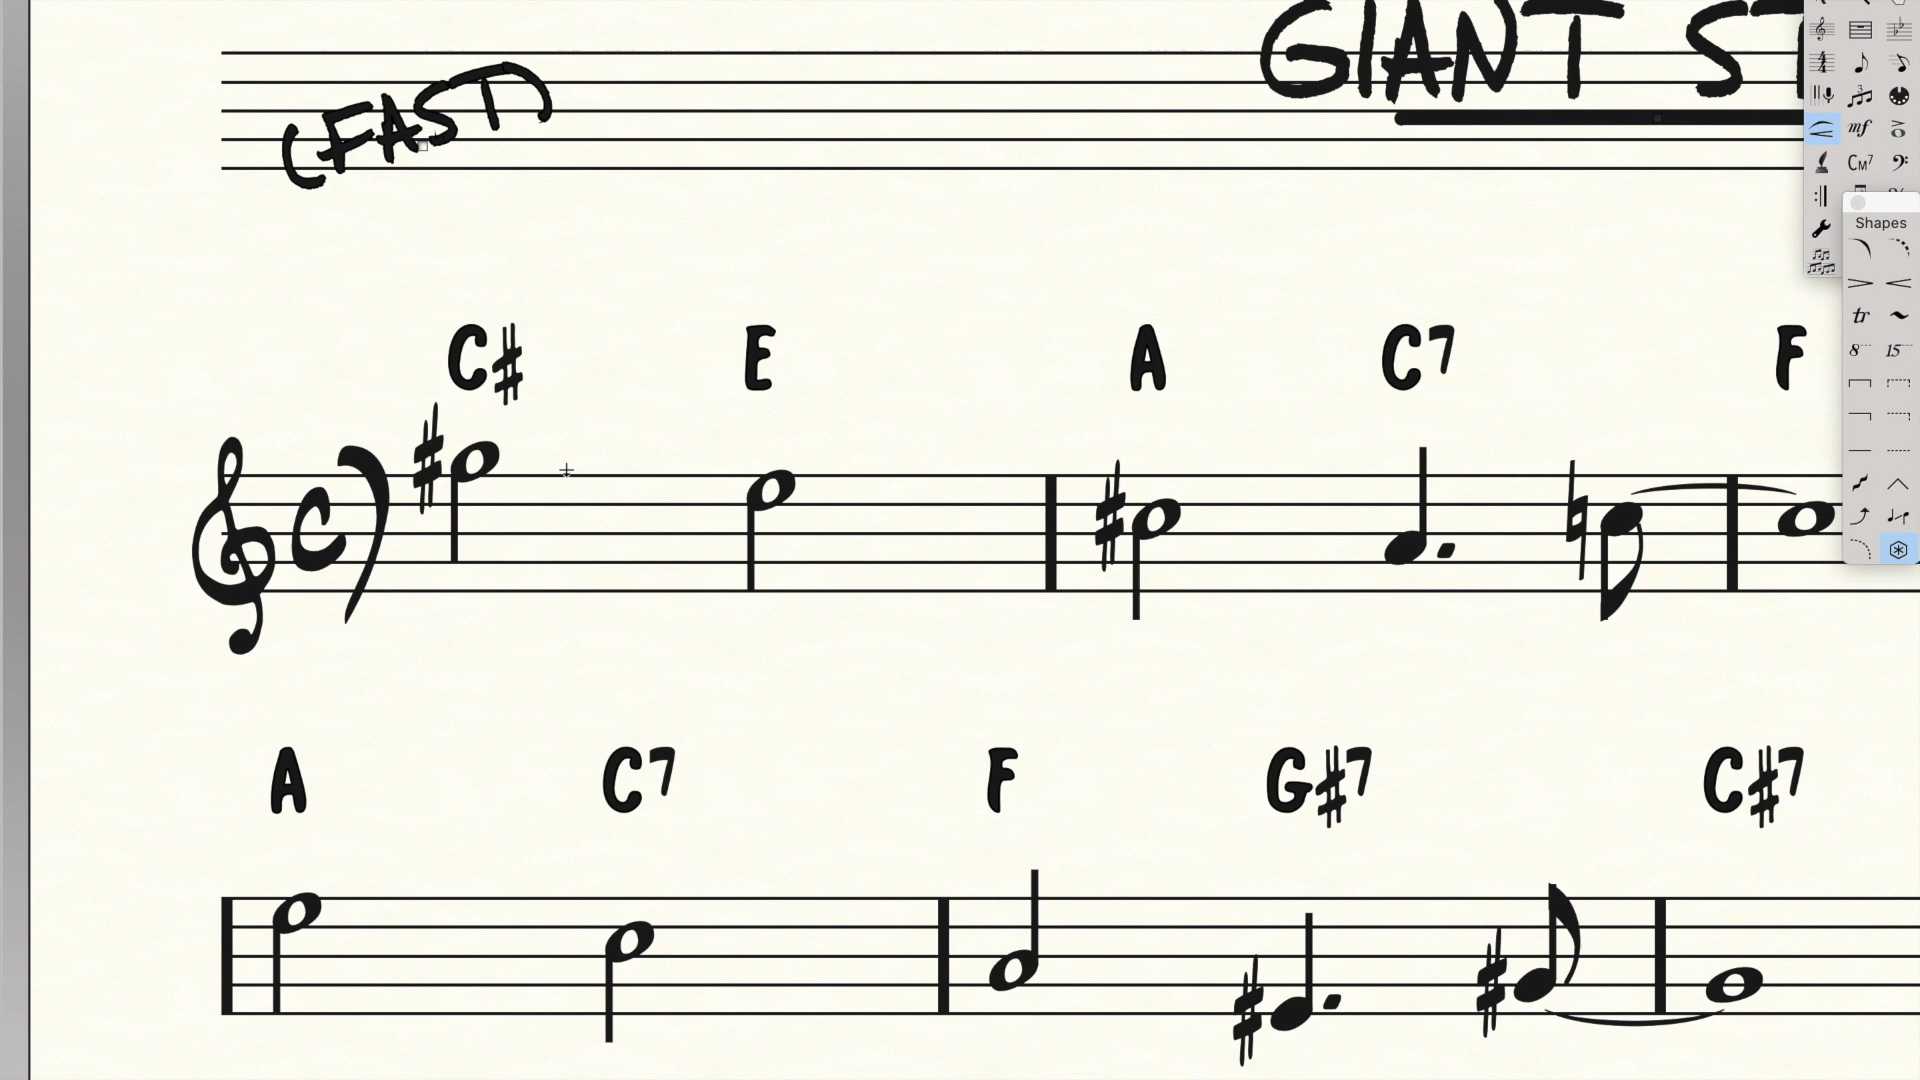 GIANT ST
(FAST)
mf
CM7
Shapes
tr
8
15
C# E A C7 F
A C7 F G#7 C#7